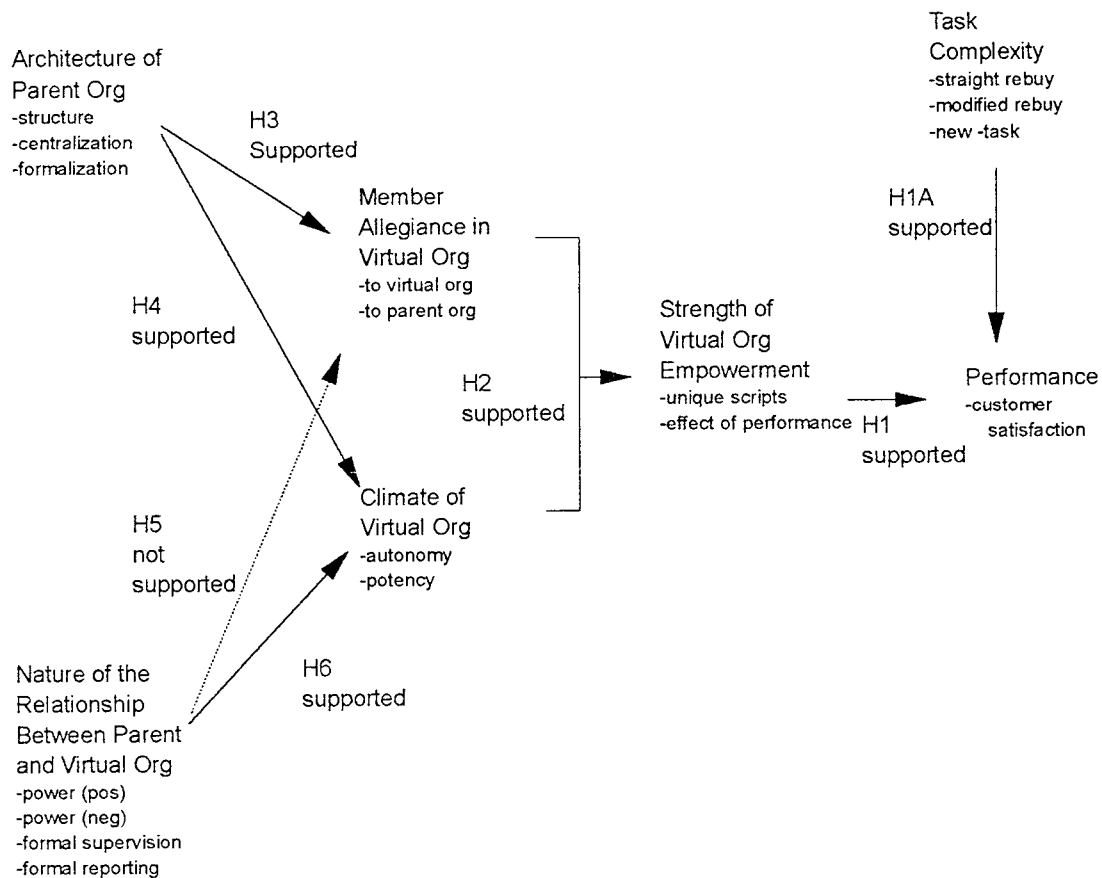 Architecture of
Parent Org
-structure
-centralization
-formalization
H3
Supported
Task
Complexity
-straight rebuy
-modified rebuy
-new -task
H1A
supported
Member
Allegiance in
Virtual Org
-to virtual org
-to parent org
H4
supported
H2
supported
Strength of
Virtual Org
Empowerment
-unique scripts
-effect of performance
H1
supported
Performance
-customer
satisfaction
Climate of
Virtual Org
-autonomy
-potency
H5
not
supported
H6
supported
Nature of the
Relationship
Between Parent
and Virtual Org
-power (pos)
-power (neg)
-formal supervision
-formal reporting